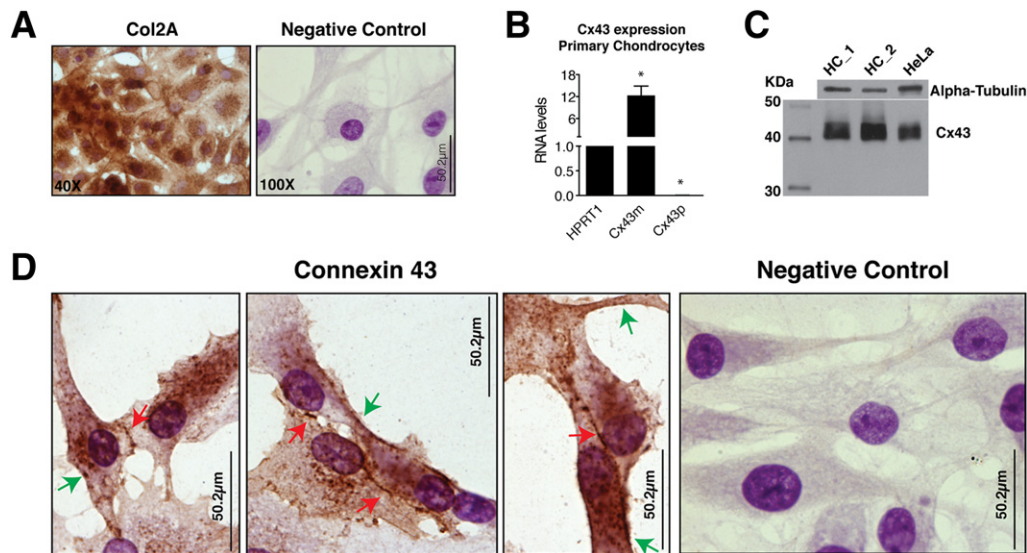 A
Col2A
Negative Control
40X
100X
50.2µm
B
Cx43 expression
Primary Chondrocytes
RNA levels
18
12
6
1.0
0.5
0.0
*
*
HPRT1
Cx43m
Cx43p
C
HC_1
HC_2
HeLa
KDa
Alpha-Tubulin
50
Cx43
40
30
D
Connexin 43
Negative Control
50.2µm
50.2µm
50.2µm
50.2µm